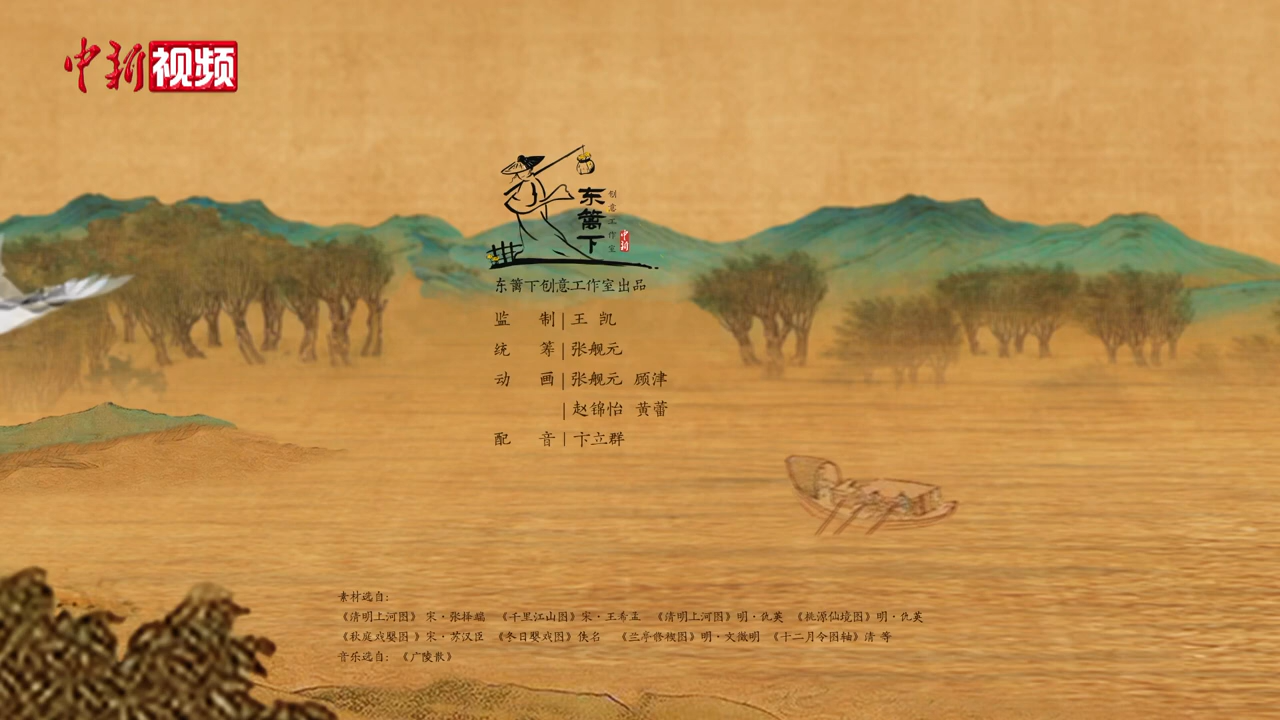 中新视频
东篱下
创意工作室
中新
东篱下创意工作室出品
监 制|王 凯
统 筹|张舰元
动 画|张舰元 顾津
|赵锦怡 黄蕾
配 音|卞立群
素材选自：
《清明上河图》 宋·张择端 《千里江山图》宋·王希孟 《清明上河图》明·仇英 《桃源仙境图》明·仇英
《秋庭戏婴图 》宋·苏汉臣 《冬日婴戏图》佚名 《兰亭修禊图》明·文徵明 《十二月令图轴》清 等
音乐选自：《广陵散》